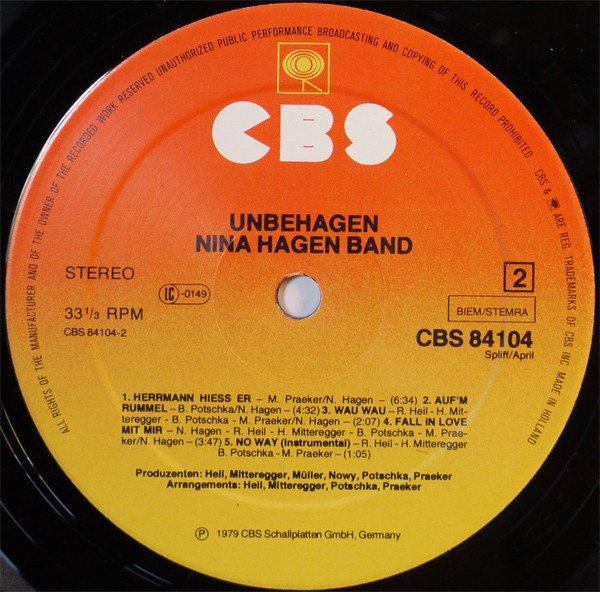 ALL RIGHTS OF THE MANUFACTURER AND OF THE OWNER OF THE RECORDED WORK RESERVED UNAUTHORIZED PUBLIC PERFORMANCE BROADCASTING AND COPYING OF THIS RECORD PROHIBITED.
CBS & ARE REG. TRADEMARKS OF CBS INC. MADE IN HOLLAND
CBS
UNBEHAGEN
NINA HAGEN BAND
STEREO
LC -0149
2
33 1/3 RPM
BIEM/STEMRA
CBS 84104-2
CBS 84104
Spliff/April
1. HERRMANN HIESS ER – M. Praeker/N. Hagen – (6:34) 2. AUF'M
RUMMEL – B. Potschka/N. Hagen – (4:32) 3. WAU WAU – R. Heil - H. Mit-
teregger - B. Potschka - M. Praeker/N. Hagen – (2:07) 4. FALL IN LOVE
MIT MIR – N. Hagen - R. Heil - H. Mitteregger - B. Potschka - M. Prae-
ker/N. Hagen – (3:47) 5. NO WAY (instrumental) – R. Heil - H. Mitteregger
B. Potschka - M. Praeker – (1:05)
Produzenten: Heil, Mitteregger, Müller, Nowy, Potschka, Praeker
Arrangements: Heil, Mitteregger, Potschka, Praeker
Ⓟ 1979 CBS Schallplatten GmbH, Germany